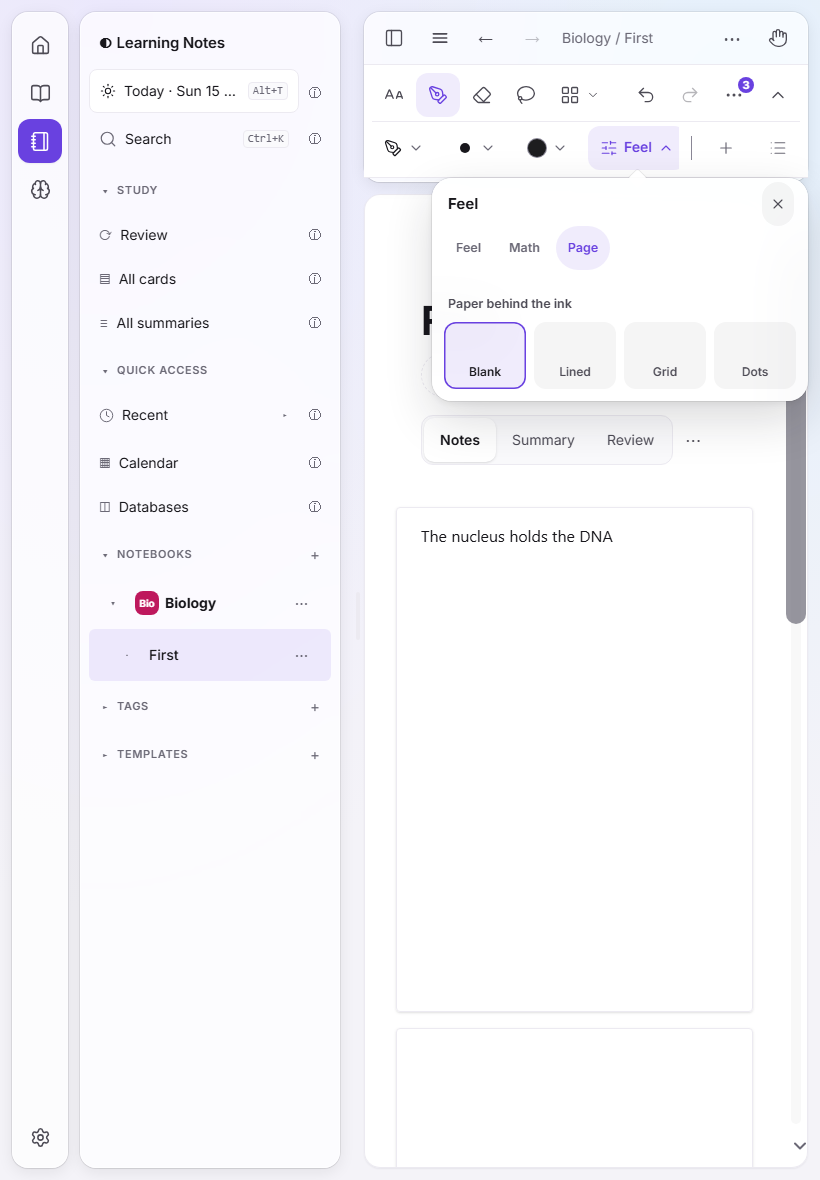 Learning Notes
Today · Sun 15 ... Alt+T
Search Ctrl+K
STUDY
Review
All cards
All summaries
QUICK ACCESS
Recent
Calendar
Databases
NOTEBOOKS
Bio Biology
First
TAGS
TEMPLATES
Biology / First
AA
3
Feel
Feel
Feel Math Page
Paper behind the ink
Blank Lined Grid Dots
Notes Summary Review
The nucleus holds the DNA